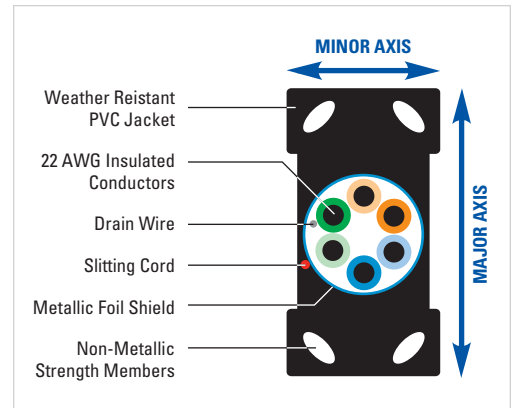 MINOR AXIS
Weather Reistant
PVC Jacket
22 AWG Insulated
Conductors
Drain Wire
Slitting Cord
Metallic Foil Shield
Non-Metallic
Strength Members
MAJOR AXIS